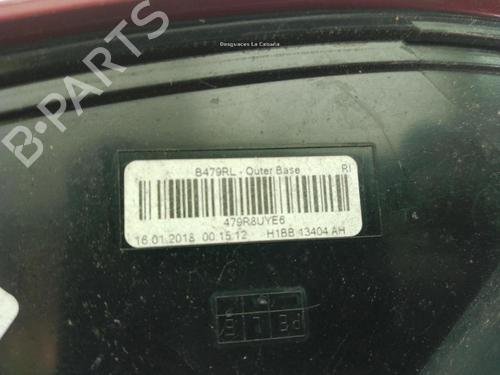 Desguaces La Cabaña
B-PARTS
B479RL - Outer Base RI
479R8UYE6
16.01.2018 00.15.12 H1BB 13404 AH